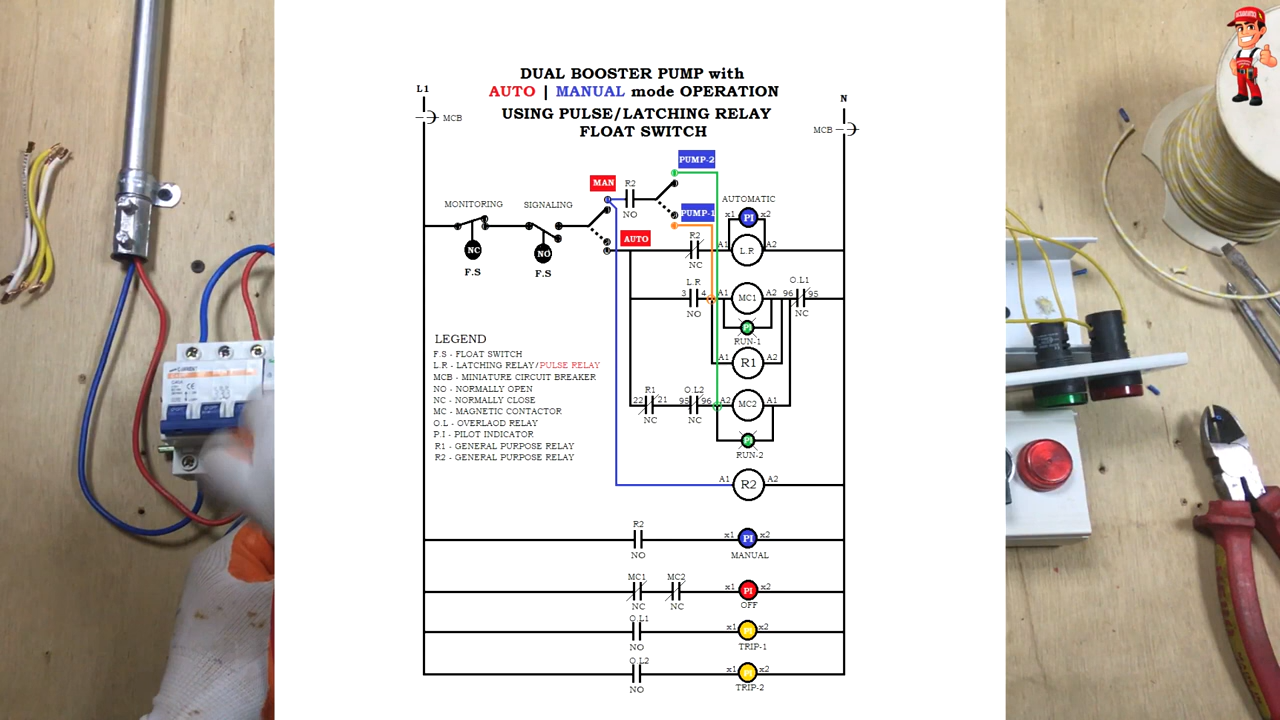 DUAL BOOSTER PUMP with
AUTO | MANUAL mode OPERATION
USING PULSE/LATCHING RELAY
FLOAT SWITCH
L1
N
MCB
MCB
PUMP-2
MAN
R2
NO
MONITORING
SIGNALING
AUTOMATIC
x1 PI x2
PUMP-1
AUTO
NC
F.S
NO
F.S
R2
NC
A1 L.R A2
L.R
3 4
NO
A1 MC1 A2
O.L1
96 95
NC
PI
RUN-1
A1 R1 A2
R1
22 21
NC
O.L2
95 96
NC
A2 MC2 A1
PI
RUN-2
A1 R2 A2
LEGEND
F.S - FLOAT SWITCH
L.R - LATCHING RELAY/PULSE RELAY
MCB - MINIATURE CIRCUIT BREAKER
NO - NORMALLY OPEN
NC - NORMALLY CLOSE
MC - MAGNETIC CONTACTOR
O.L - OVERLAOD RELAY
P.I - PILOT INDICATOR
R1 - GENERAL PURPOSE RELAY
R2 - GENERAL PURPOSE RELAY
R2
NO
x1 PI x2
MANUAL
MC1 MC2
NC NC
x1 PI x2
OFF
O.L1
NO
x1 PI x2
TRIP-1
O.L2
NO
x1 PI x2
TRIP-2